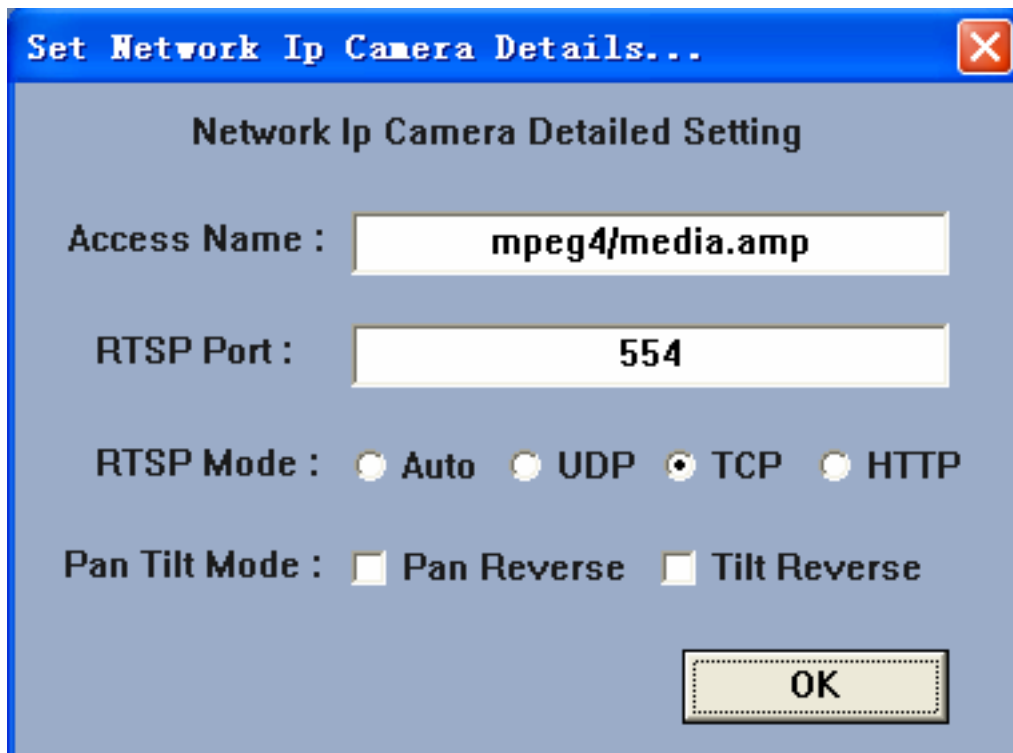 Set Network Ip Camera Details...
Network Ip Camera Detailed Setting
Access Name : mpeg4/media.amp
RTSP Port : 554
RTSP Mode : Auto UDP TCP HTTP
Pan Tilt Mode : Pan Reverse Tilt Reverse
OK